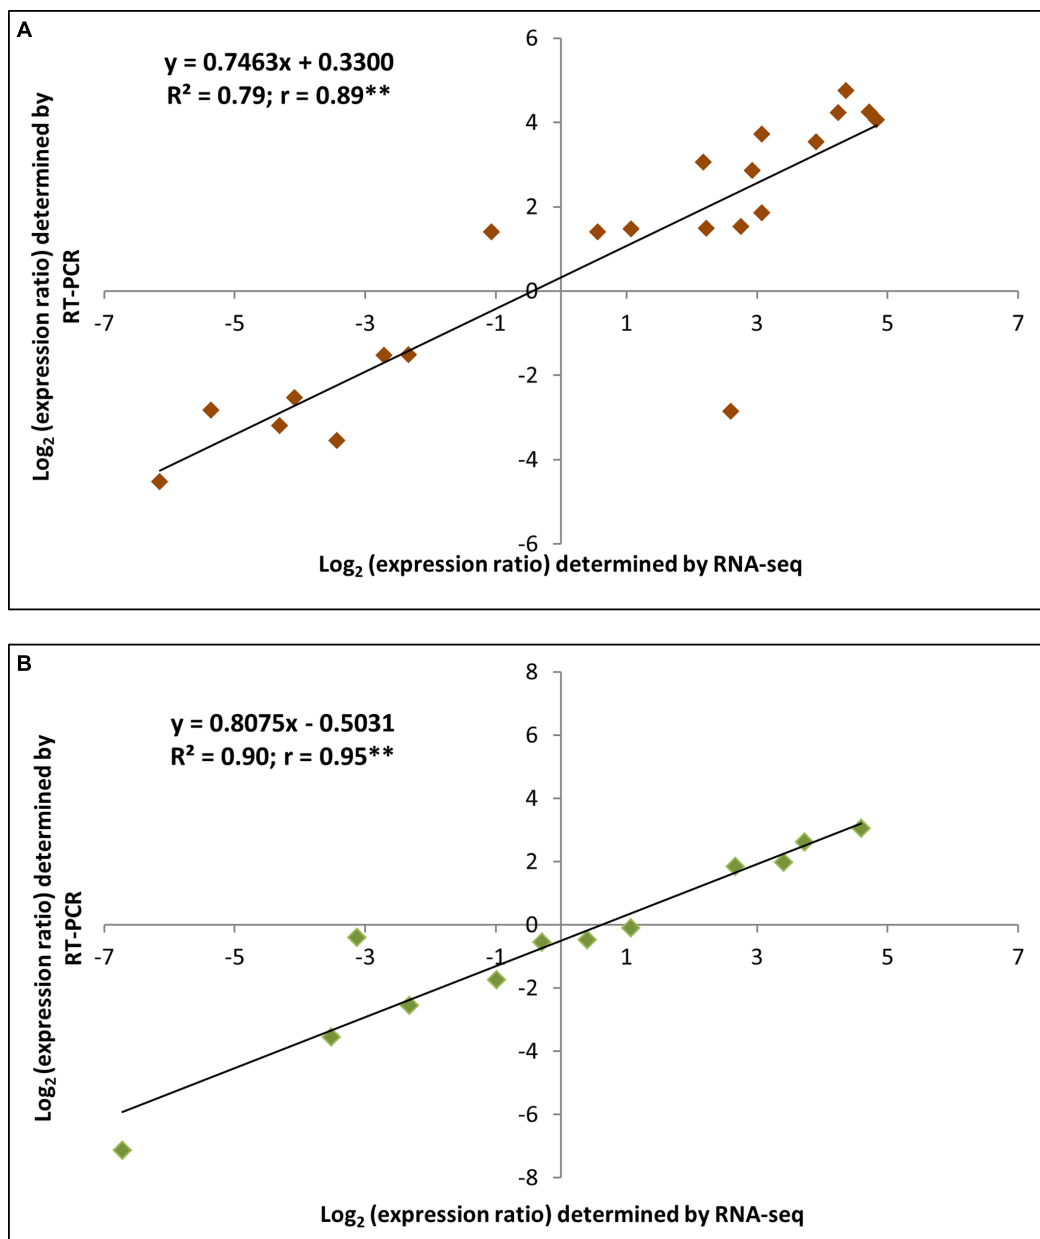 A
y = 0.7463x + 0.3300
R² = 0.79; r = 0.89**
Log₂ (expression ratio) determined by
RT-PCR
6
4
2
0
-2
-4
-6
-7 -5 -3 -1 1 3 5 7
Log₂ (expression ratio) determined by RNA-seq
B
y = 0.8075x - 0.5031
R² = 0.90; r = 0.95**
Log₂ (expression ratio) determined by
RT-PCR
8
6
4
2
0
-2
-4
-6
-8
-7 -5 -3 -1 1 3 5 7
Log₂ (expression ratio) determined by RNA-seq